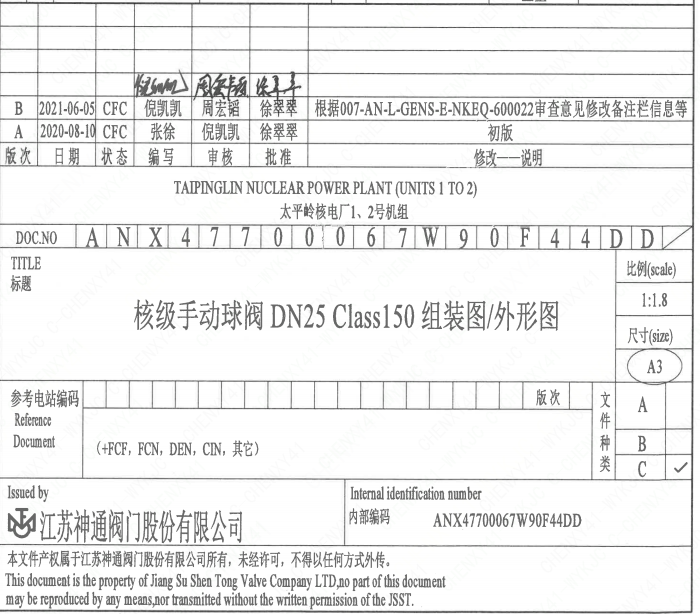 B 2021-06-05 CFC 倪凯凯 周宏韬 徐翠翠 根据007-AN-L-GENS-E-NKEQ-600022审查意见修改备注栏信息等
A 2020-08-10 CFC 张徐 倪凯凯 徐翠翠 初版
版次 日期 状态 编写 审核 批准 修改——说明
TAIPINGLIN NUCLEAR POWER PLANT (UNITS 1 TO 2)
太平岭核电厂1、2号机组
DOC.NO A N X 4 7 7 0 0 0 6 7 W 9 0 F 4 4 D D
TITLE
标题
比例(scale)
1:1.8
核级手动球阀 DN25 Class150 组装图/外形图
尺寸(size)
A3
参考电站编码
Reference
Document
版次
(+FCF, FCN, DEN, CIN, 其它)
文件种类
A
B
C ✓
Issued by
江苏神通阀门股份有限公司
Internal identification number
内部编码 ANX47700067W90F44DD
本文件产权属于江苏神通阀门股份有限公司所有，未经许可，不得以任何方式外传。
This document is the property of Jiang Su Shen Tong Valve Company LTD,no part of this document
may be reproduced by any means,nor transmitted without the written permission of the JSST.